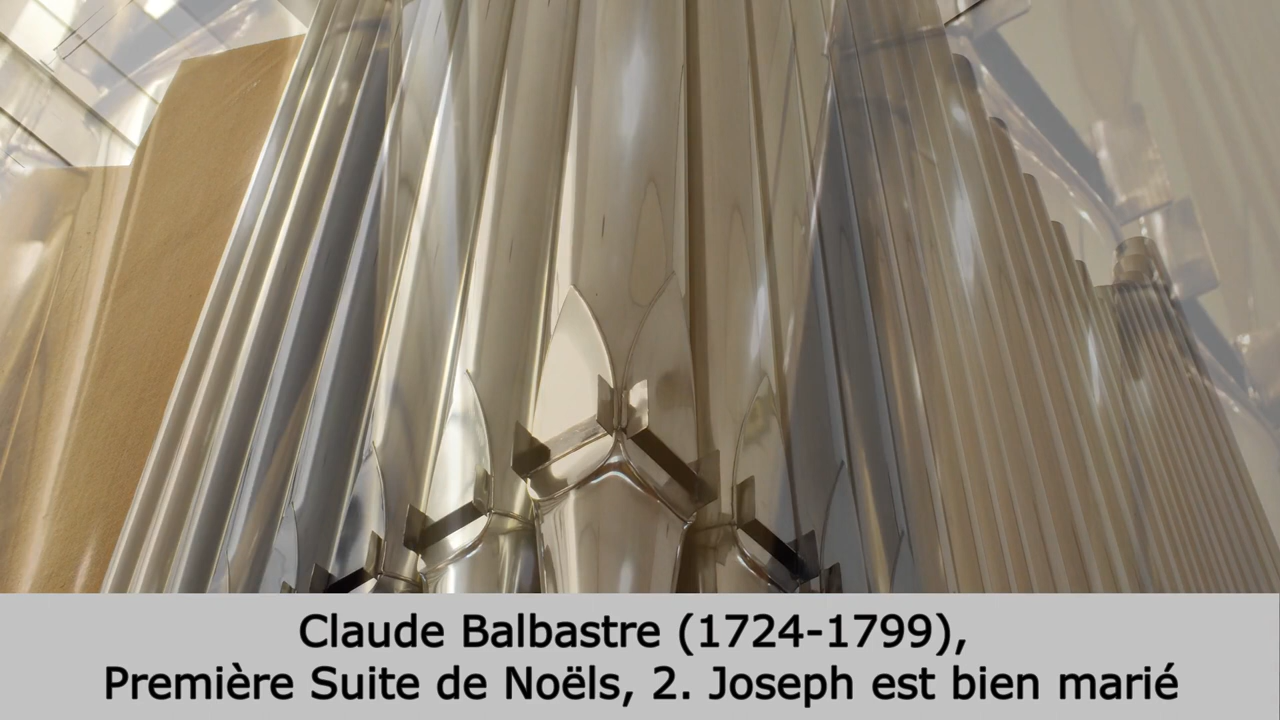 Claude Balbastre (1724-1799),
Première Suite de Noëls, 2. Joseph est bien marié